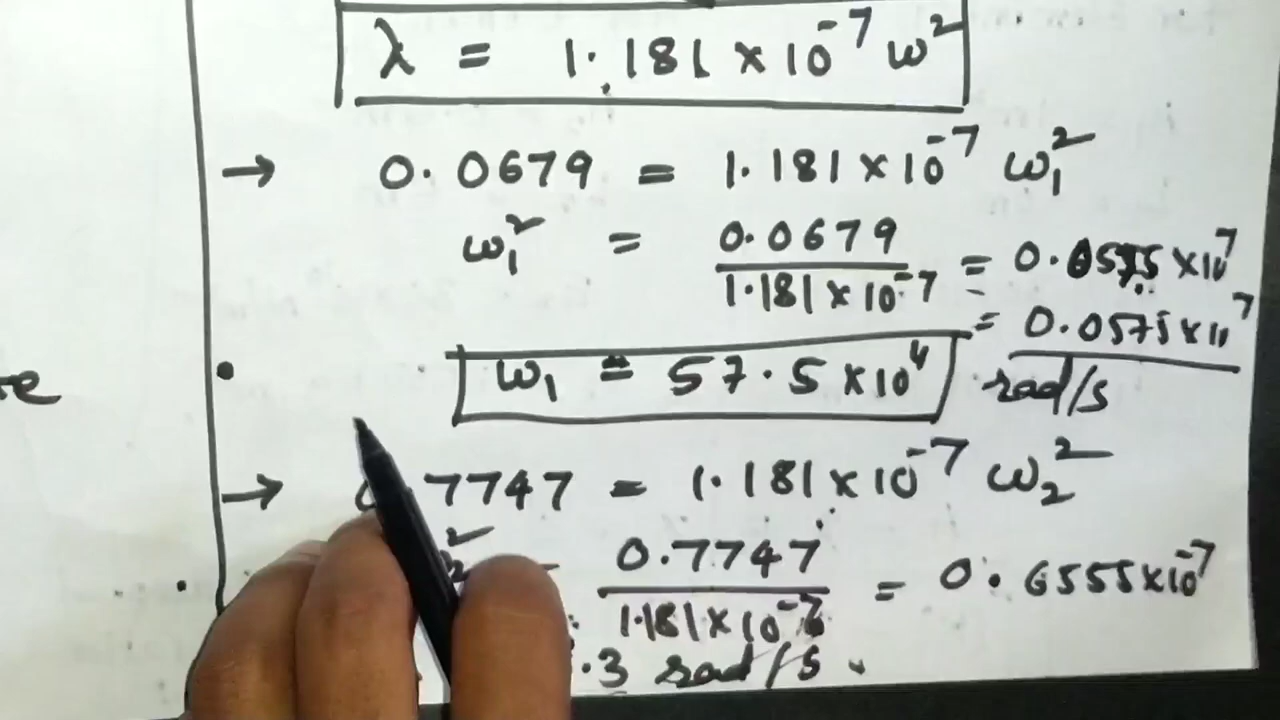 λ = 1.181 × 10⁻⁷ ω²
→ 0.0679 = 1.181 × 10⁻⁷ ω₁²
ω₁² = 0.0679 / 1.181 × 10⁻⁷ = 0.0575 × 10⁷
= 0.0575 × 10⁷
ω₁ = 57.5 × 10⁴ rad/s
→ 7747 = 1.181 × 10⁻⁷ ω₂²
0.7747 / 1.181 × 10⁻⁷ = 0.6555 × 10⁻⁷
.3 rad/s